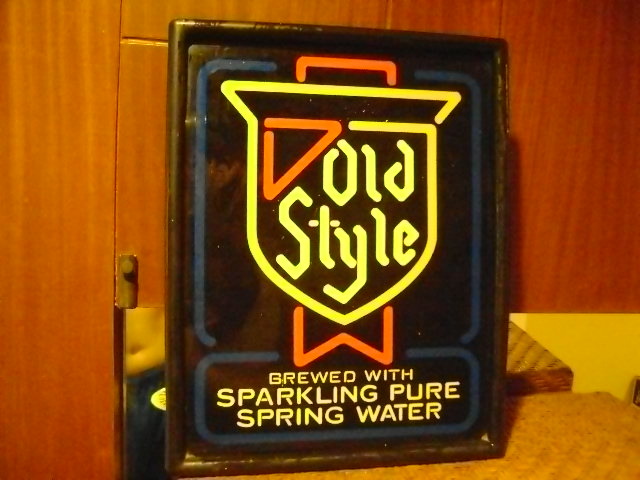 Old
Style
BREWED WITH
SPARKLING PURE
SPRING WATER